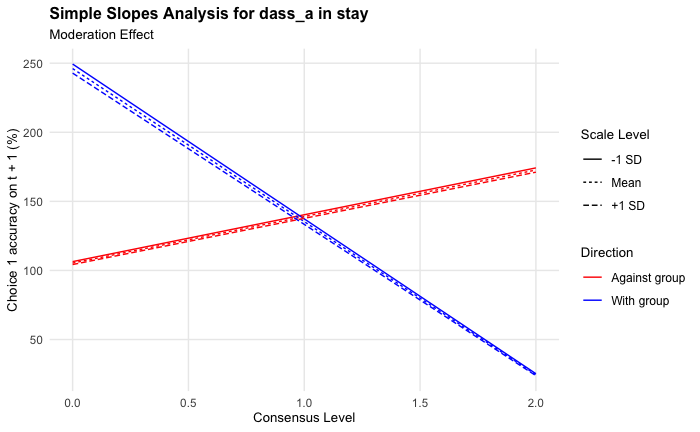 Simple Slopes Analysis for dass_a in stay
Moderation Effect
Choice 1 accuracy on t + 1 (%)
250
200
150
100
50
0.0
0.5
1.0
1.5
2.0
Consensus Level
Scale Level
-1 SD
Mean
+1 SD
Direction
Against group
With group